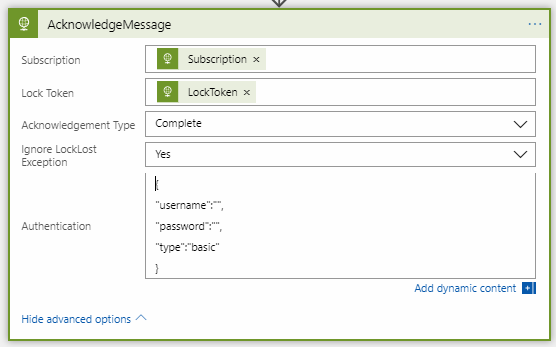 AcknowledgeMessage
Subscription Subscription ×
Lock Token LockToken ×
Acknowledgement Type Complete
Ignore LockLost
Exception Yes
Authentication
{
"username":"",
"password":"",
"type":"basic"
}
Add dynamic content
Hide advanced options